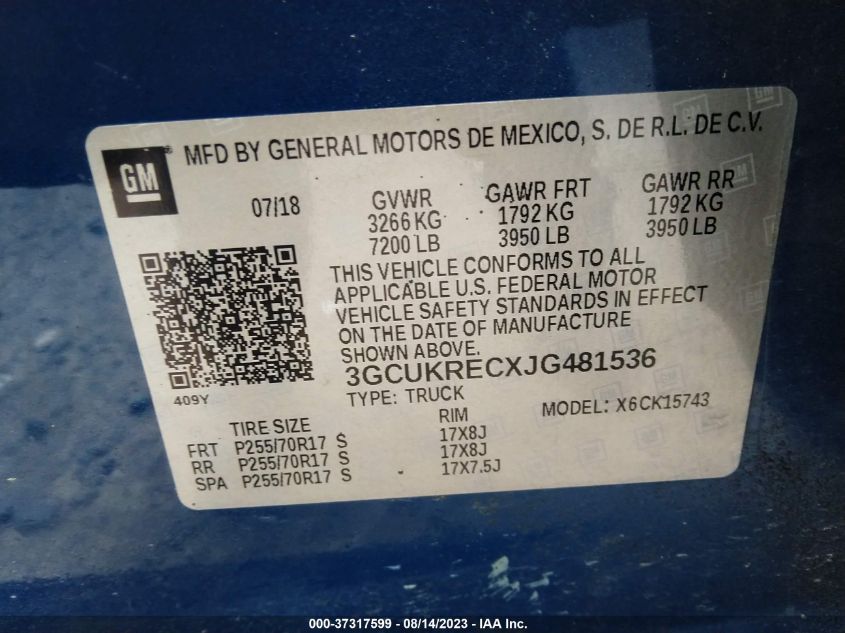 GM
® MFD BY GENERAL MOTORS DE MEXICO, S. DE R.L. DE C.V.
07/18
GVWR GAWR FRT GAWR RR
3266 KG 1792 KG 1792 KG
7200 LB 3950 LB 3950 LB
THIS VEHICLE CONFORMS TO ALL
APPLICABLE U.S. FEDERAL MOTOR
VEHICLE SAFETY STANDARDS IN EFFECT
ON THE DATE OF MANUFACTURE
SHOWN ABOVE.
3GCUKRECXJG481536
409Y
TYPE: TRUCK MODEL: X6CK15743
TIRE SIZE RIM
FRT P255/70R17 S 17X8J
RR P255/70R17 S 17X8J
SPA P255/70R17 S 17X7.5J
000-37317599 - 08/14/2023 - IAA Inc.